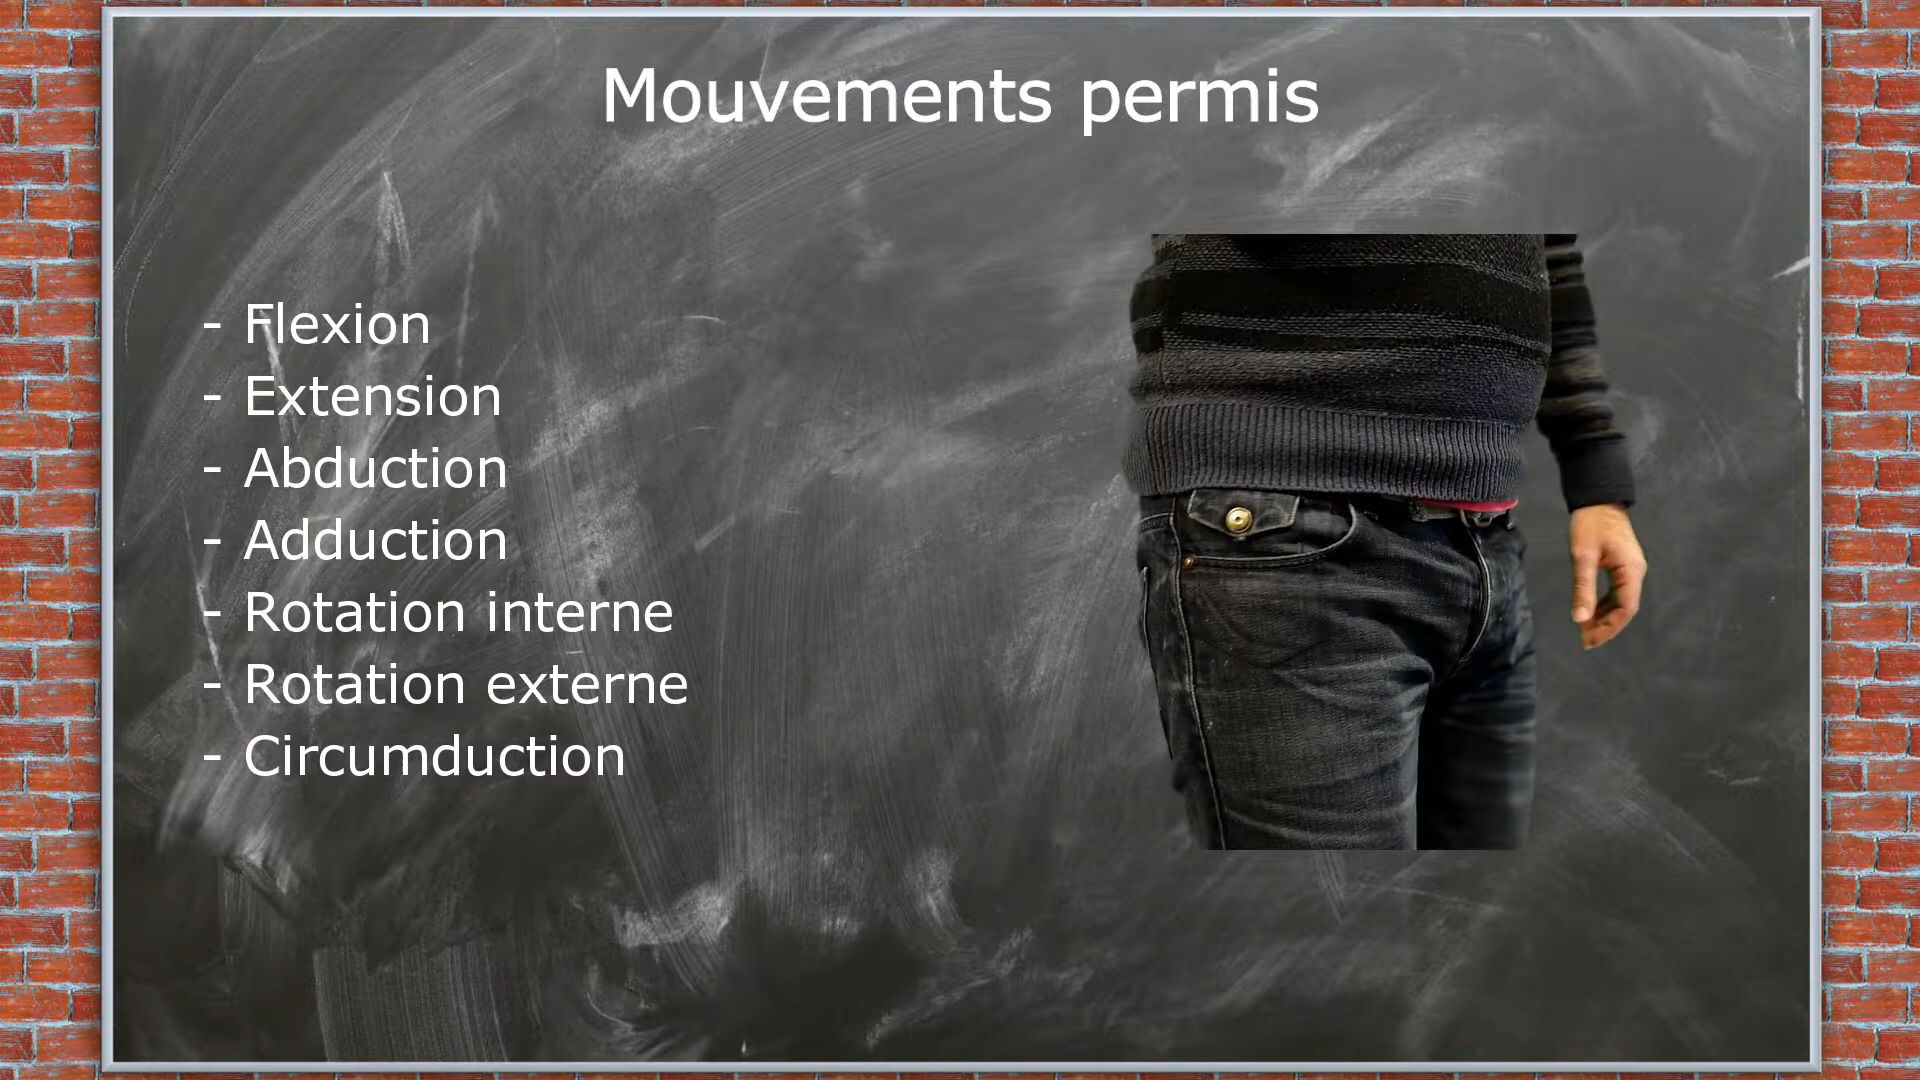 Mouvements permis
- Flexion
- Extension
- Abduction
- Adduction
- Rotation interne
- Rotation externe
- Circumduction